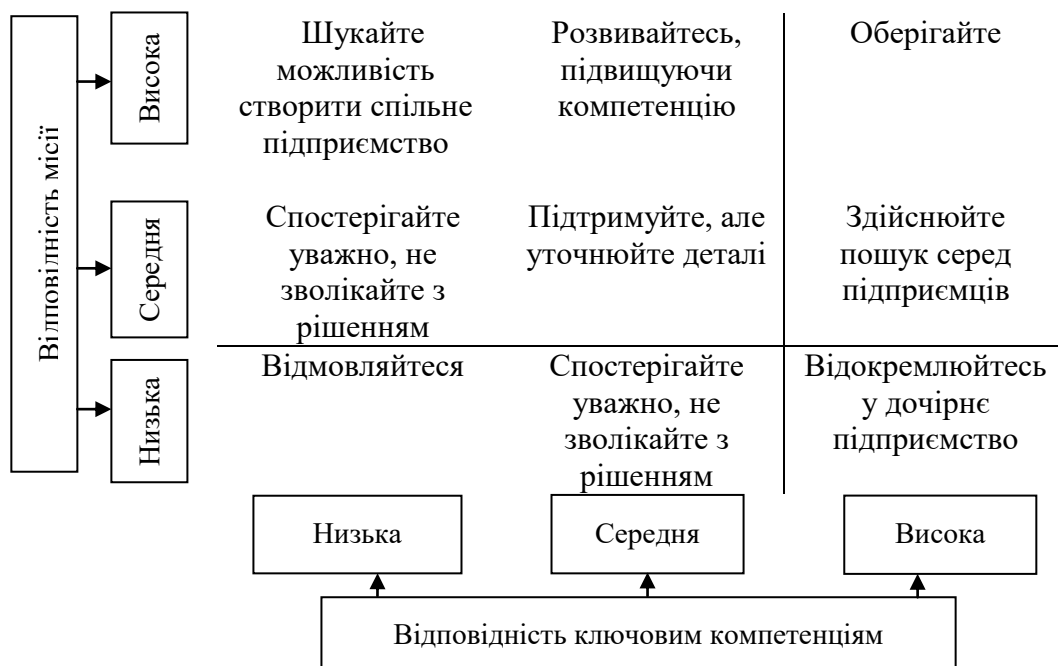 Відповідність місії
Висока
Шукайте
можливість
створити спільне
підприємство
Розвивайтесь,
підвищуючи
компетенцію
Оберігайте
Середня
Спостерігайте
уважно, не
зволікайте з
рішенням
Підтримуйте, але
уточнюйте деталі
Здійснюйте
пошук серед
підприємців
Низька
Відмовляйтеся
Спостерігайте
уважно, не
зволікайте з
рішенням
Відокремлюйтесь
у дочірнє
підприємство
Низька
Середня
Висока
Відповідність ключовим компетенціям